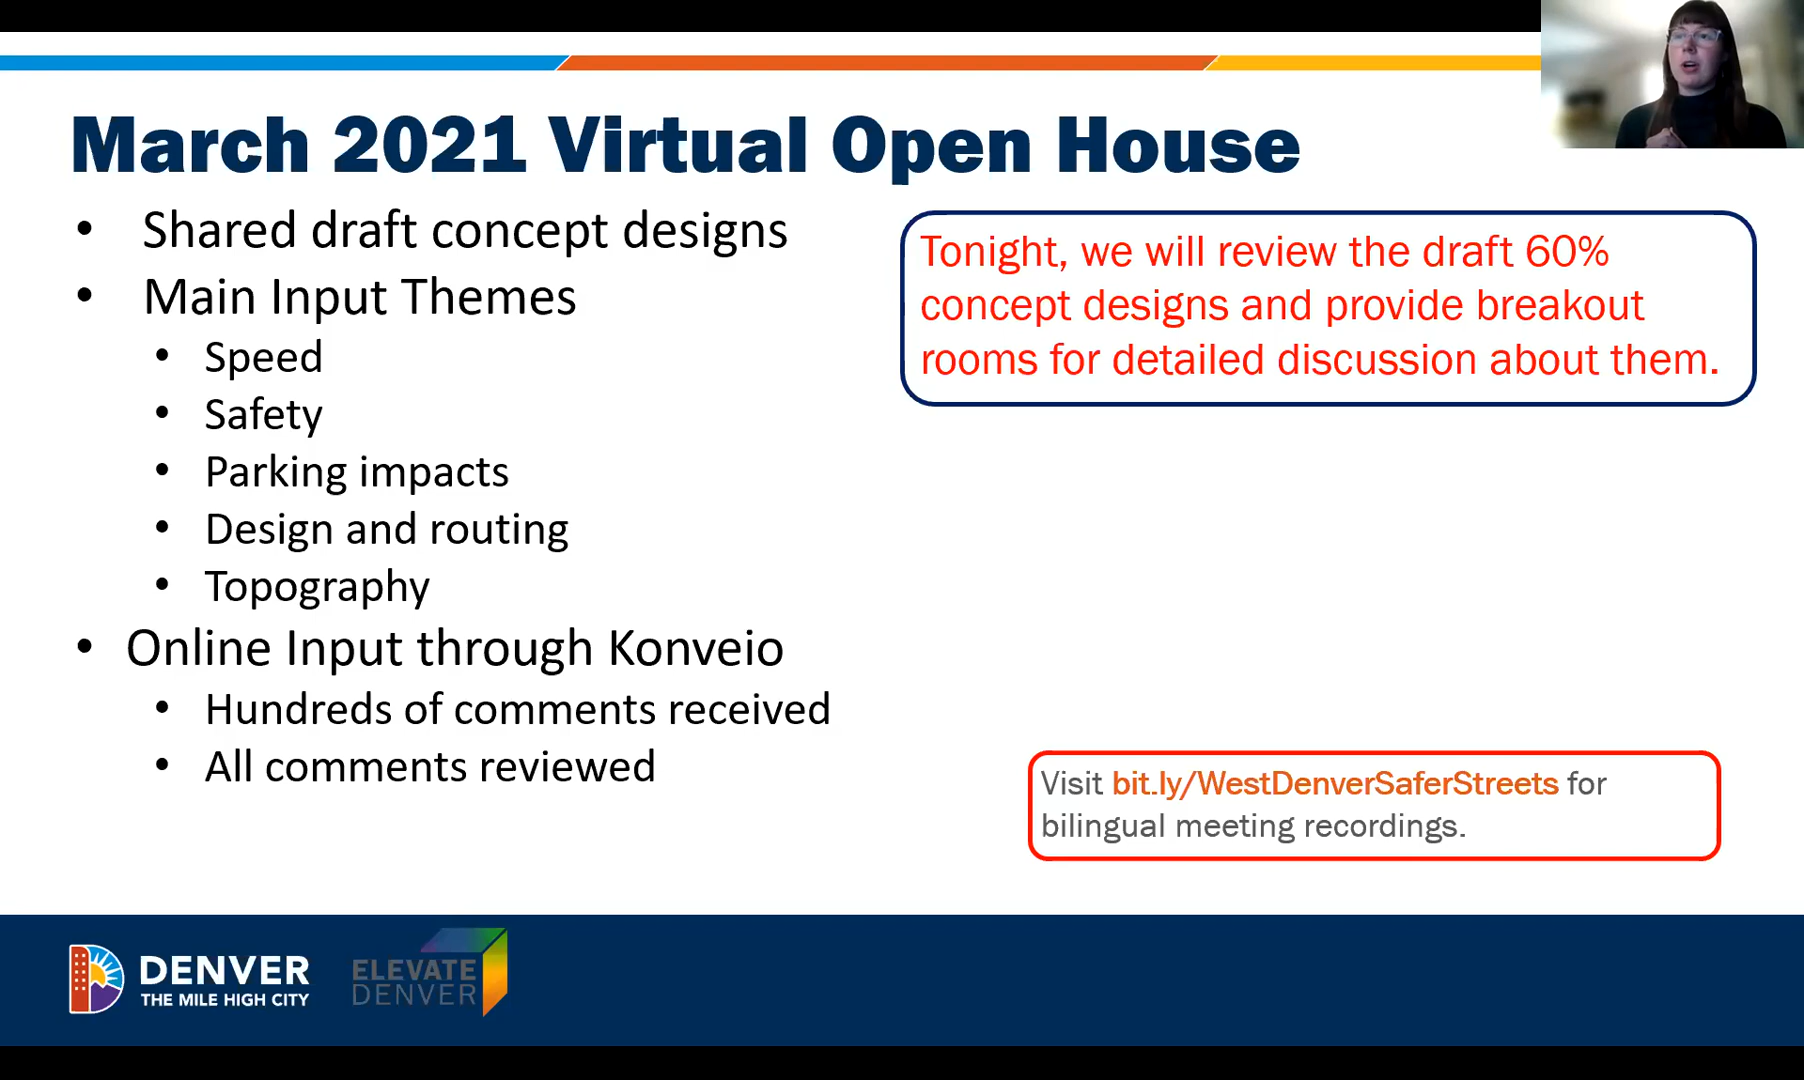 March 2021 Virtual Open House
• Shared draft concept designs
• Main Input Themes
• Speed
• Safety
• Parking impacts
• Design and routing
• Topography
• Online Input through Konveio
• Hundreds of comments received
• All comments reviewed
Tonight, we will review the draft 60%
concept designs and provide breakout
rooms for detailed discussion about them.
Visit bit.ly/WestDenverSaferStreets for
bilingual meeting recordings.
DENVER
THE MILE HIGH CITY
ELEVATE
DENVER